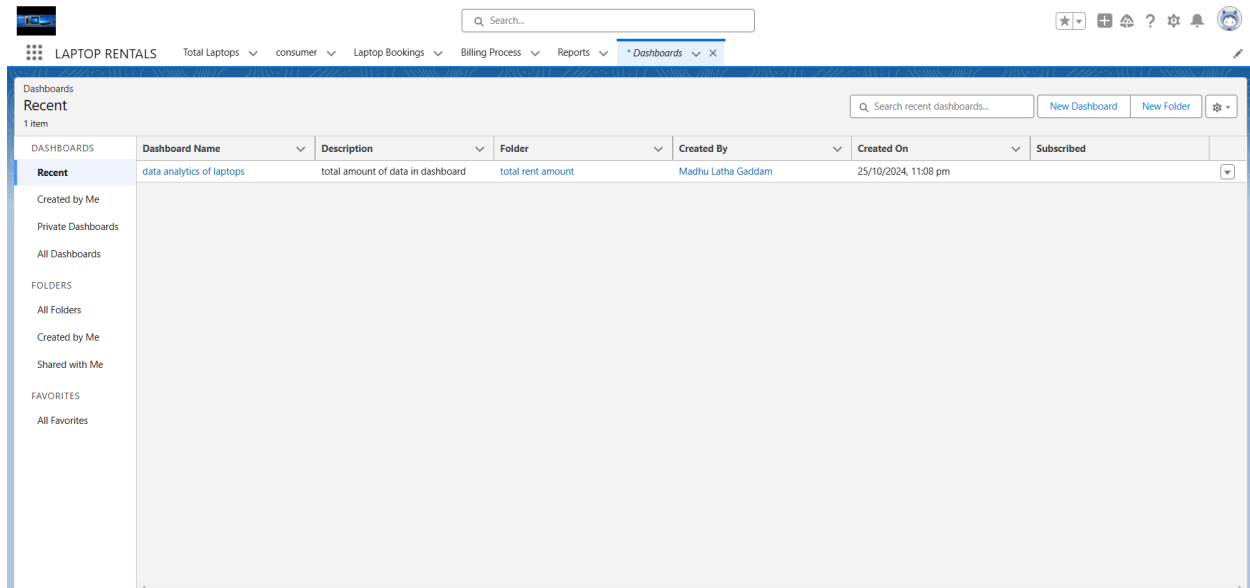 Search...
LAPTOP RENTALS Total Laptops consumer Laptop Bookings Billing Process Reports * Dashboards
Dashboards
Recent
1 item
Search recent dashboards... New Dashboard New Folder
DASHBOARDS Dashboard Name Description Folder Created By Created On Subscribed
Recent data analytics of laptops total amount of data in dashboard total rent amount Madhu Latha Gaddam 25/10/2024, 11:08 pm
Created by Me
Private Dashboards
All Dashboards
FOLDERS
All Folders
Created by Me
Shared with Me
FAVORITES
All Favorites